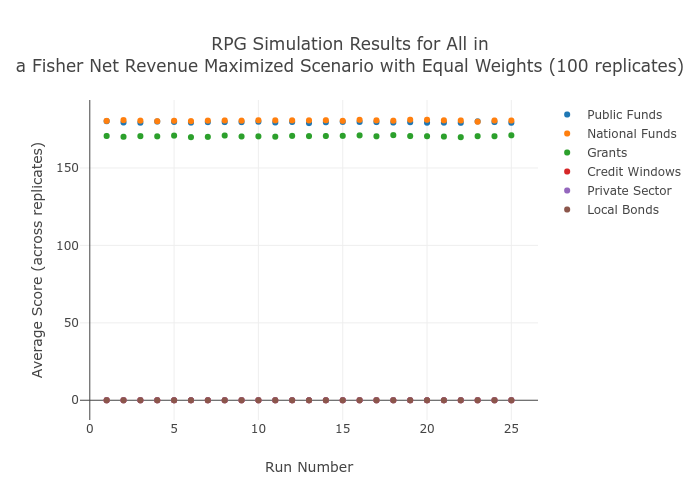 RPG Simulation Results for All in
a Fisher Net Revenue Maximized Scenario with Equal Weights (100 replicates)
Public Funds
National Funds
Grants
Credit Windows
Private Sector
Local Bonds
Average Score (across replicates)
150
100
50
0
0 5 10 15 20 25
Run Number